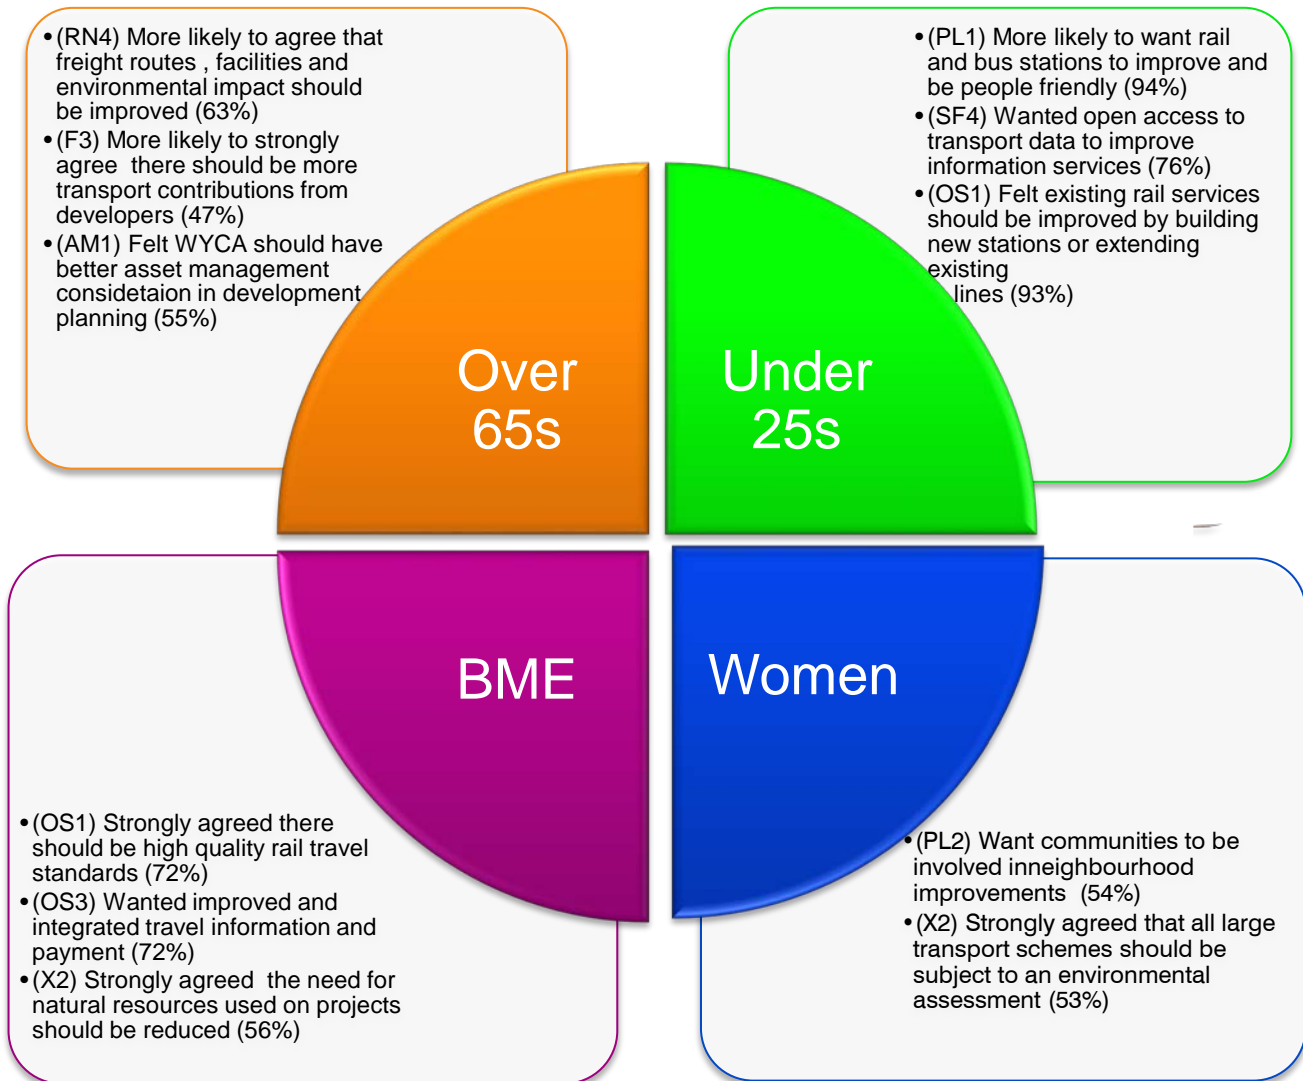 • (RN4) More likely to agree that
freight routes , facilities and
environmental impact should
be improved (63%)
• (F3) More likely to strongly
agree  there should be more
transport contributions from
developers (47%)
• (AM1) Felt WYCA should have
better asset management
considetaion in development
planning (55%)
• (PL1) More likely to want rail
and bus stations to improve and
be people friendly (94%)
• (SF4) Wanted open access to
transport data to improve
information services (76%)
• (OS1) Felt existing rail services
should be improved by building
new stations or extending
existing
lines (93%)
Over
65s
Under
25s
BME
Women
• (OS1) Strongly agreed there
should be high quality rail travel
standards (72%)
• (OS3) Wanted improved and
integrated travel information and
payment (72%)
• (X2) Strongly agreed  the need for
natural resources used on projects
should be reduced (56%)
• (PL2) Want communities to be
involved inneighbourhood
improvements  (54%)
• (X2) Strongly agreed that all large
transport schemes should be
subject to an environmental
assessment (53%)